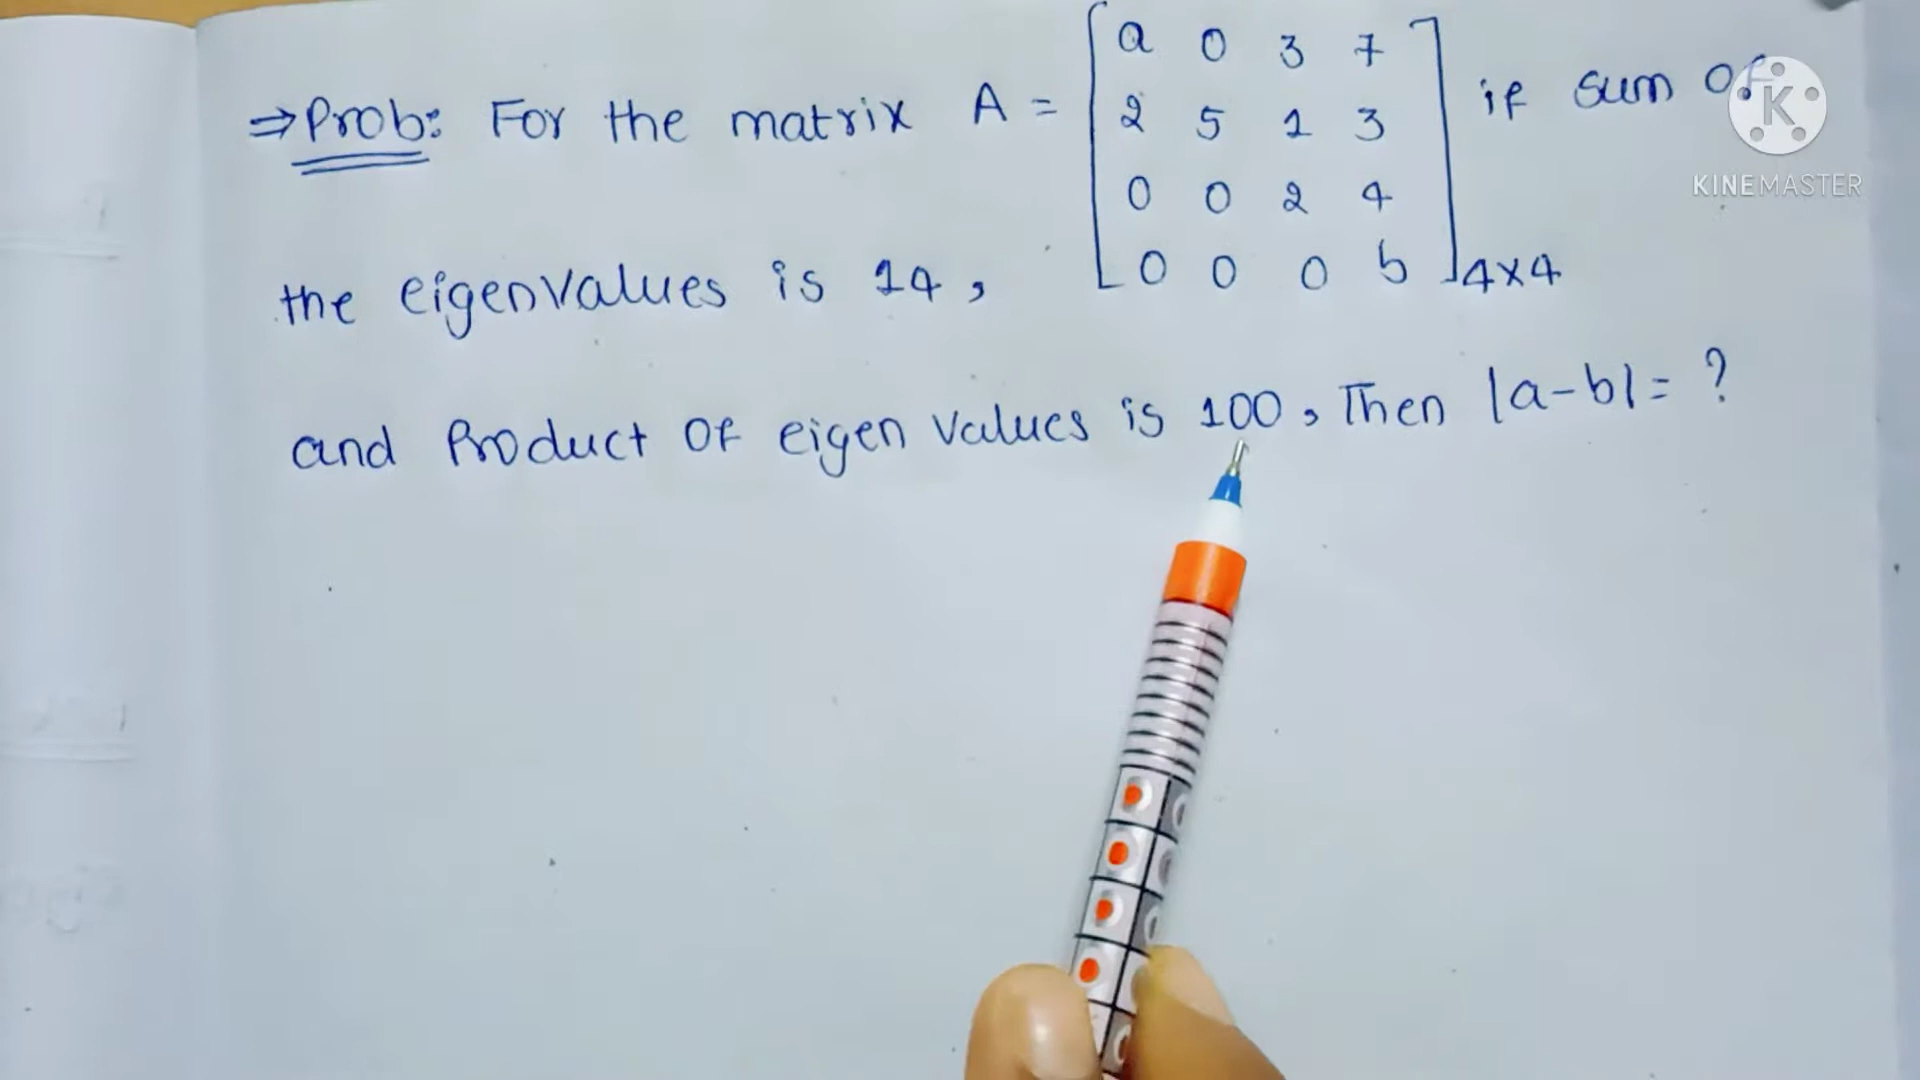 ⇒Prob: For the matrix A = [a 0 3 7
2 5 1 3
0 0 2 4
0 0 0 b]4×4 if sum of
the eigenvalues is 14,
and Product Of eigen values is 100, Then |a-b| = ?
K
KINEMASTER